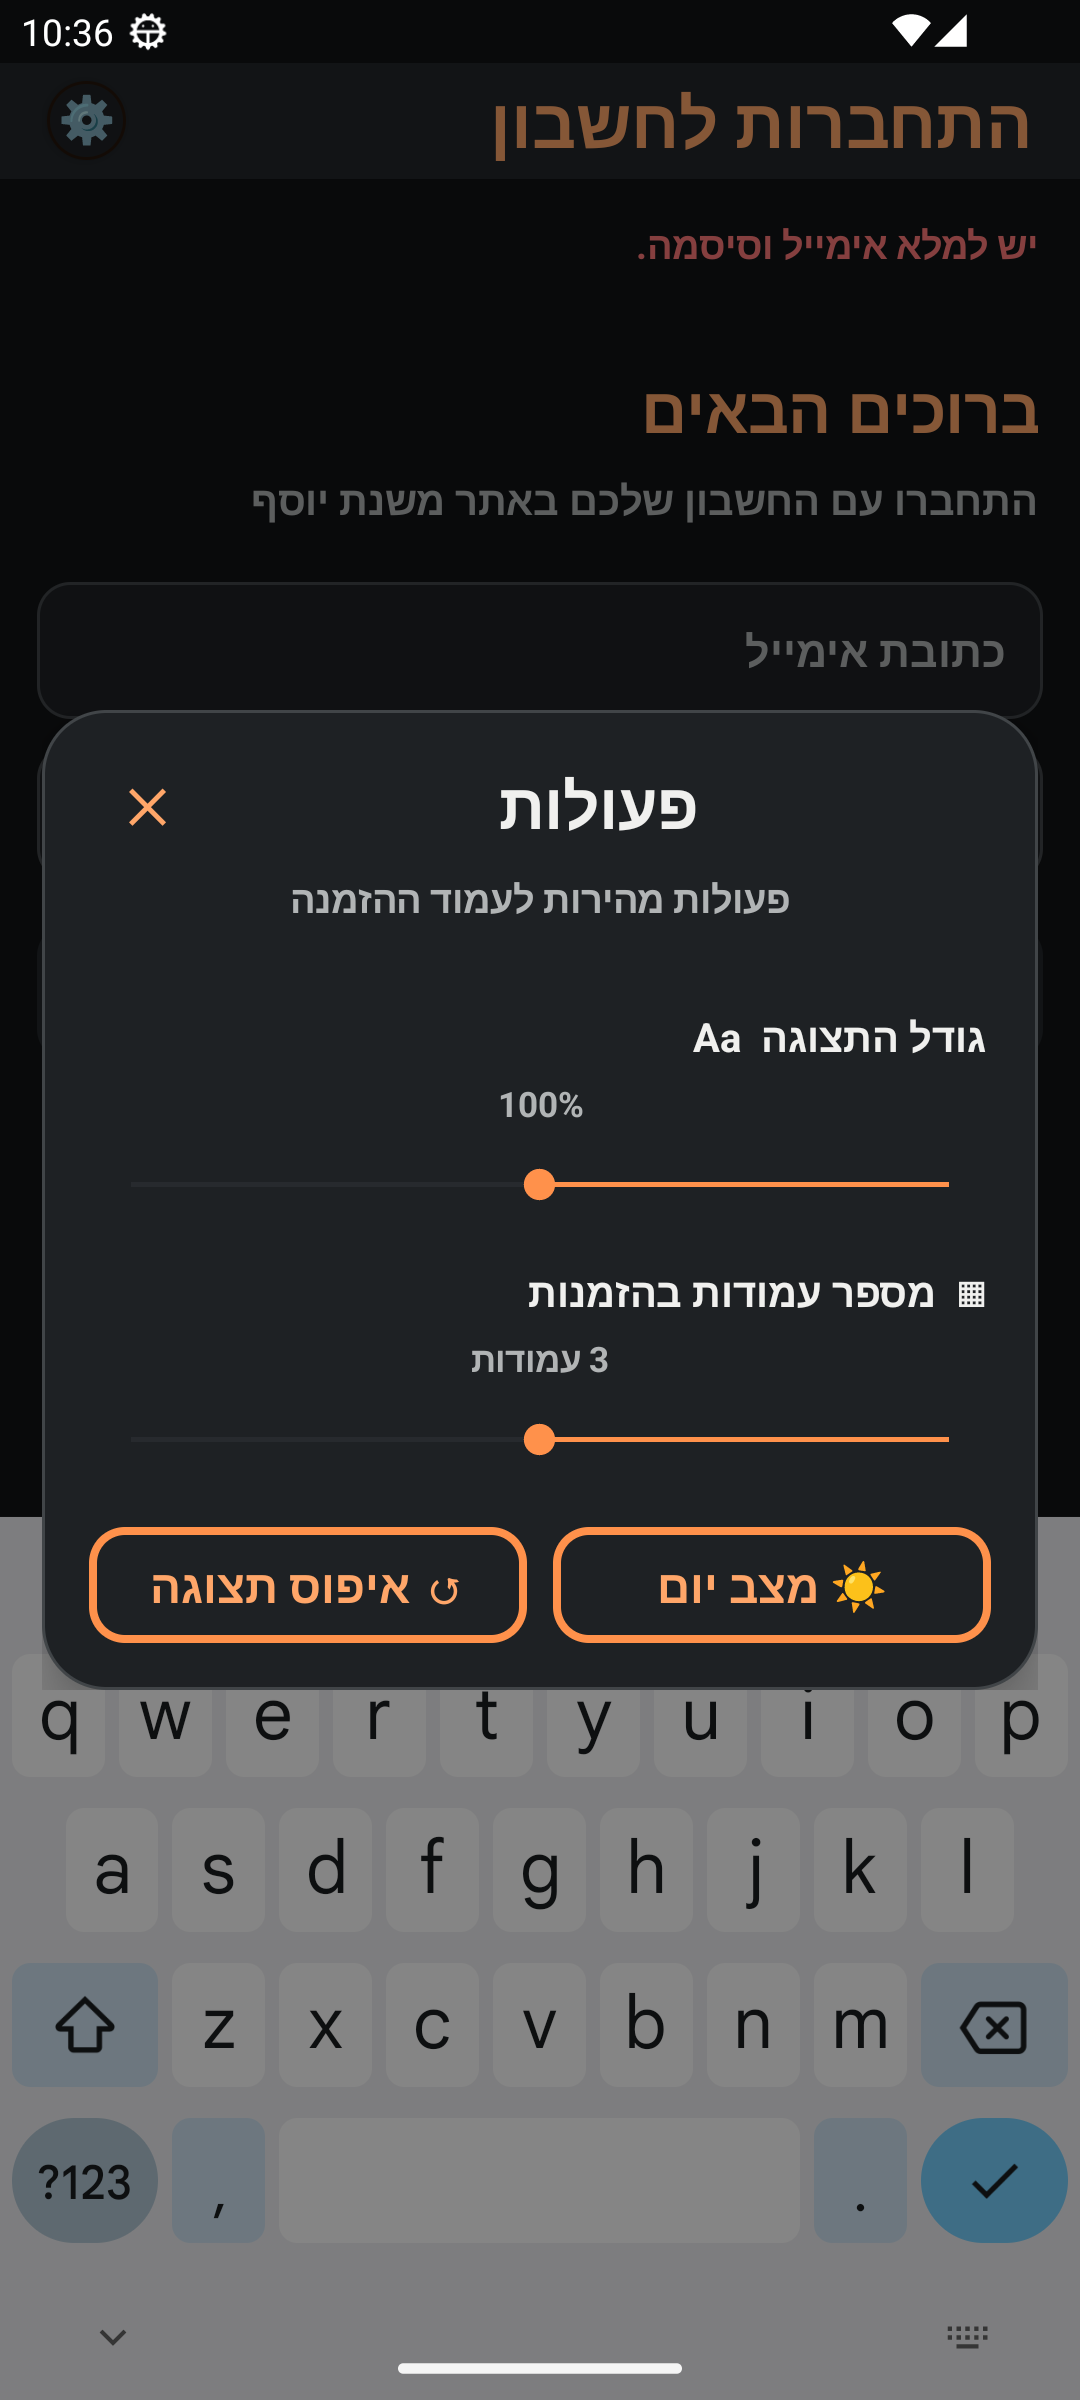 10:36
התחברות לחשבון
יש למלא אימייל וסיסמה.
ברוכים הבאים
התחברו עם החשבון שלכם באתר משנת יוסף
כתובת אימייל
פעולות
פעולות מהירות לעמוד ההזמנה
גודל התצוגה Aa
100%
מספר עמודות בהזמנות
3 עמודות
מצב יום
איפוס תצוגה
q w e r t y u i o p
a s d f g h j k l
z x c v b n m
?123 , .